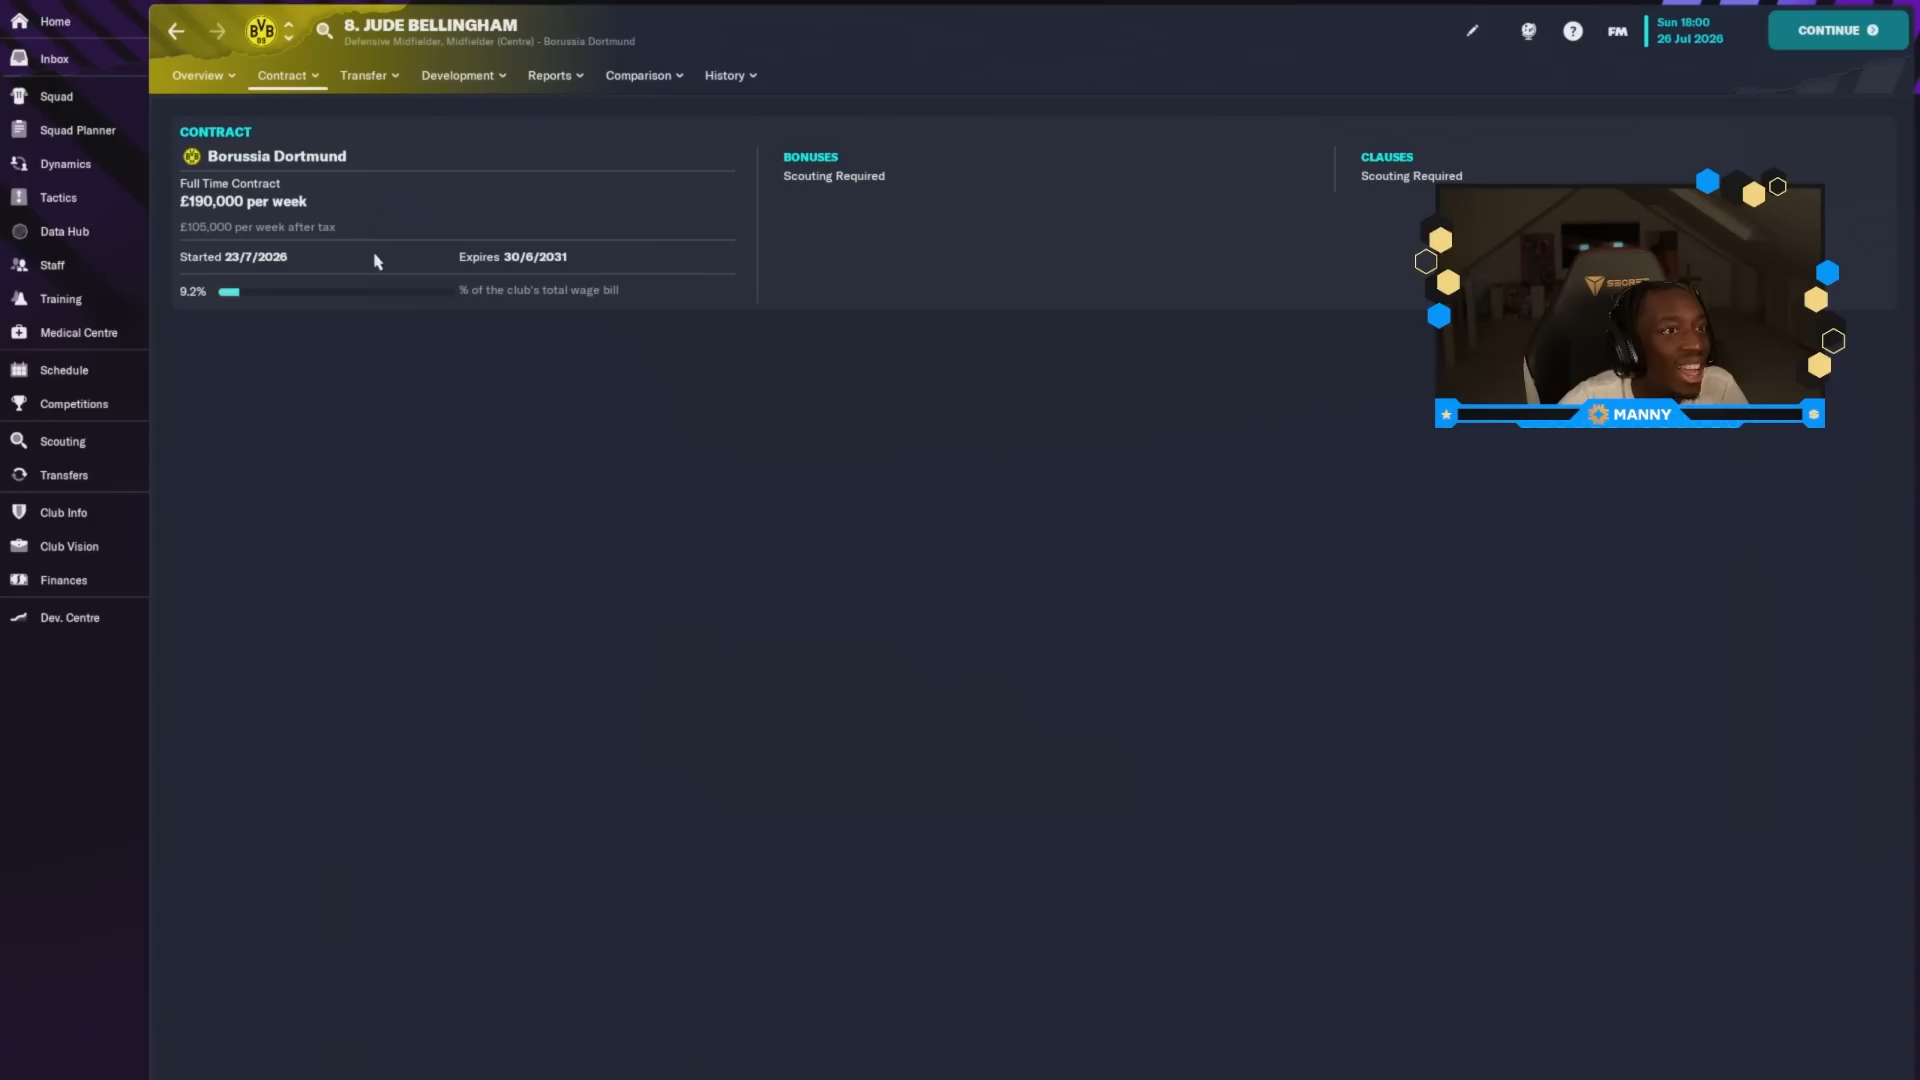 Home
Inbox
Squad
Squad Planner
Dynamics
Tactics
Data Hub
Staff
Training
Medical Centre
Schedule
Competitions
Scouting
Transfers
Club Info
Club Vision
Finances
Dev. Centre
BVB 09
8. JUDE BELLINGHAM
Defensive Midfielder, Midfielder (Centre) - Borussia Dortmund
? FM
Sun 18:00
26 Jul 2026
CONTINUE
Overview Contract Transfer Development Reports Comparison History
CONTRACT
Borussia Dortmund
Full Time Contract
£190,000 per week
£105,000 per week after tax
Started 23/7/2026 Expires 30/6/2031
9.2% % of the club's total wage bill
BONUSES
Scouting Required
CLAUSES
Scouting Required
MANNY